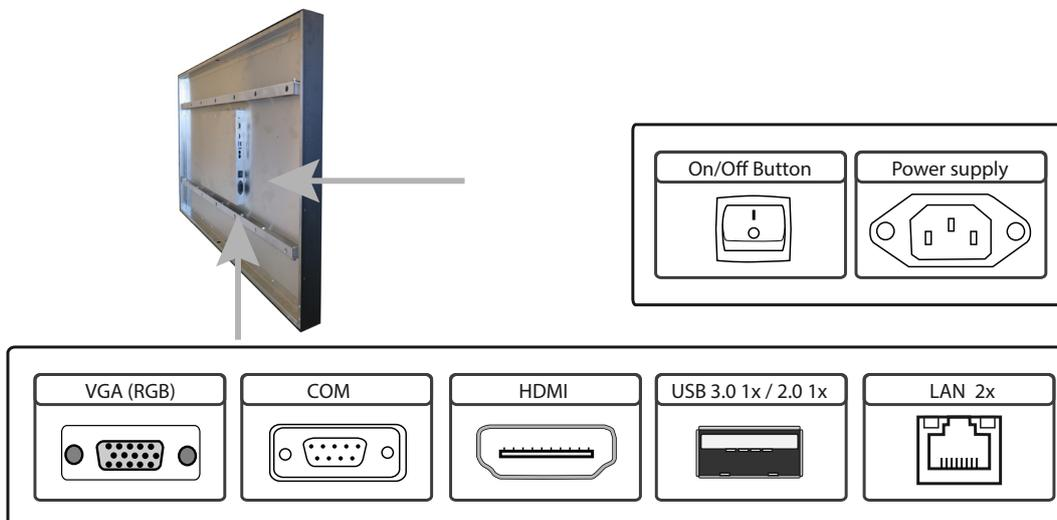 On/Off Button
Power supply
VGA (RGB)
COM
HDMI
USB 3.0 1x / 2.0 1x
LAN 2x